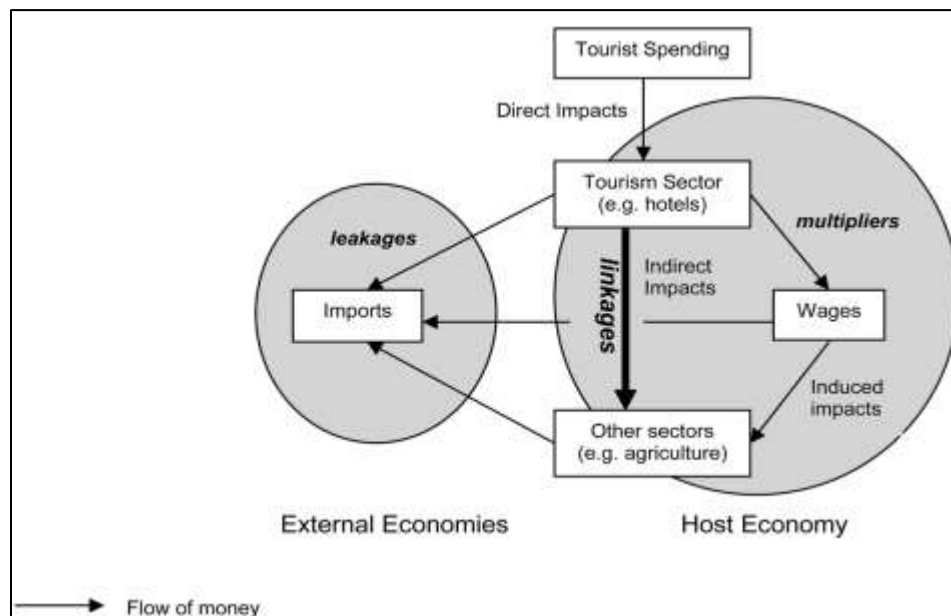 Tourist Spending
Direct Impacts
Tourism Sector
(e.g. hotels)
leakages
multipliers
linkages
Indirect
Impacts
Imports
Wages
Induced
impacts
Other sectors
(e.g. agriculture)
External Economies
Host Economy
Flow of money